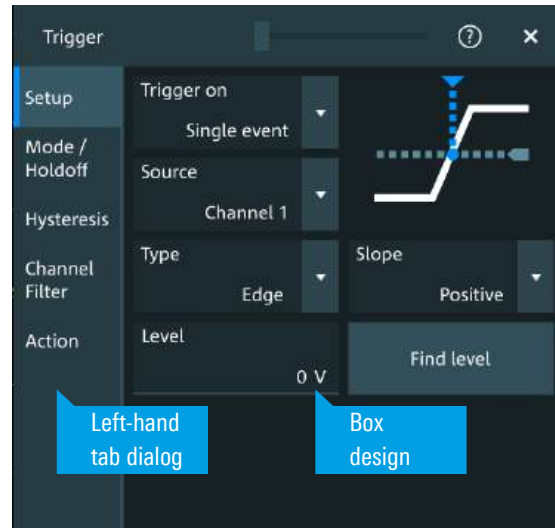 Trigger
?
×
Setup
Mode /
Holdoff
Hysteresis
Channel
Filter
Action
Trigger on
Single event
Source
Channel 1
Type
Edge
Slope
Positive
Level
0 V
Find level
Left-hand
tab dialog
Box
design